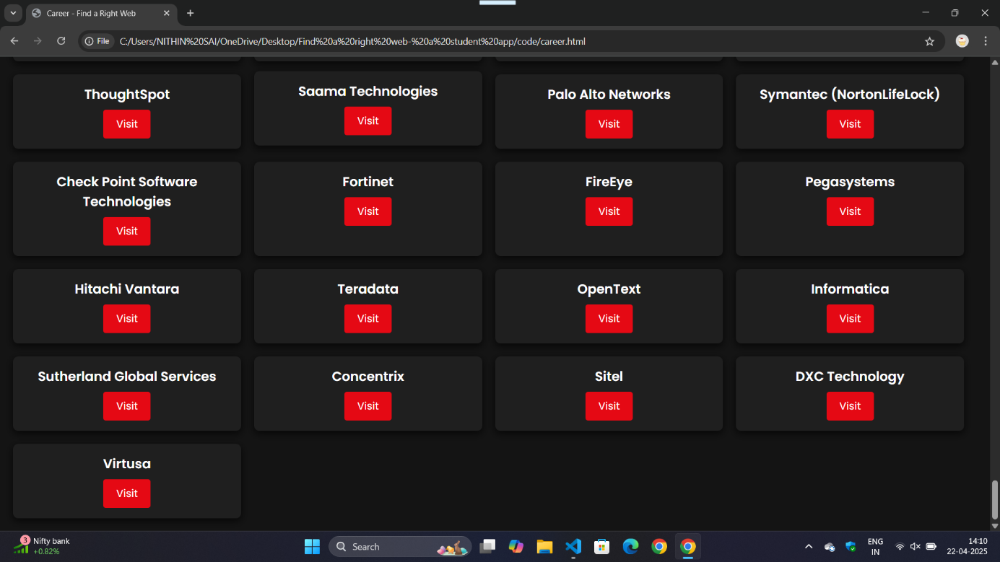 Career - Find a Right Web
File
C:/Users/NITHIN%20SAI/OneDrive/Desktop/Find%20a%20right%20web-%20a%20student%20app/code/career.html
ThoughtSpot
Visit
Saama Technologies
Visit
Palo Alto Networks
Visit
Symantec (NortonLifeLock)
Visit
Check Point Software
Technologies
Visit
Fortinet
Visit
FireEye
Visit
Pegasystems
Visit
Hitachi Vantara
Visit
Teradata
Visit
OpenText
Visit
Informatica
Visit
Sutherland Global Services
Visit
Concentrix
Visit
Sitel
Visit
DXC Technology
Visit
Virtusa
Visit
3
Nifty bank
+0.82%
Search
ENG
IN
14:10
22-04-2025